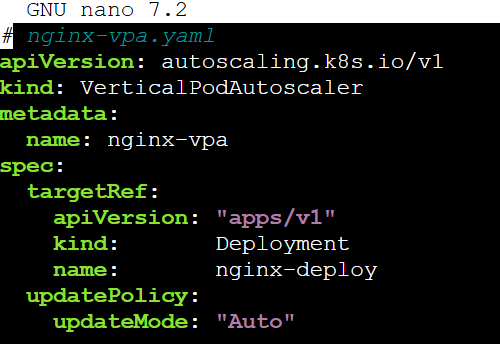 GNU nano 7.2
# nginx-vpa.yaml
apiVersion: autoscaling.k8s.io/v1
kind: VerticalPodAutoscaler
metadata:
  name: nginx-vpa
spec:
  targetRef:
    apiVersion: "apps/v1"
    kind:       Deployment
    name:       nginx-deploy
  updatePolicy:
    updateMode: "Auto"